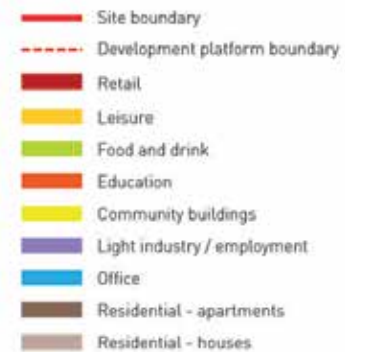 Site boundary
Development platform boundary
Retail
Leisure
Food and drink
Education
Community buildings
Light industry / employment
Office
Residential - apartments
Residential - houses